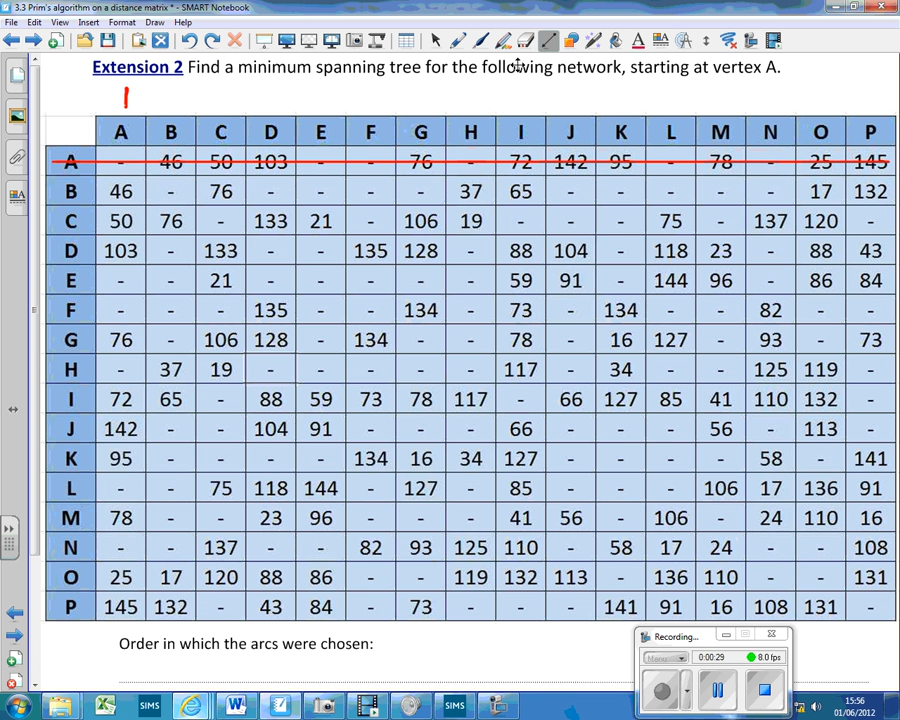 3.3 Prim's algorithm on a distance matrix * - SMART Notebook
File Edit View Insert Format Draw Tools Help
Extension 2 Find a minimum spanning tree for the following network, starting at vertex A.
1
A B C D E F G H I J K L M N O P
A - 46 50 103 - - 76 - 72 142 95 - 78 - 25 145
B 46 - 76 - - - - 37 65 - - - - - 17 132
C 50 76 - 133 21 - 106 19 - - - 75 - 137 120 -
D 103 - 133 - - 135 128 - 88 104 - 118 23 - 88 43
E - - 21 - - - - - 59 91 - 144 96 - 86 84
F - - - 135 - - 134 - 73 - 134 - - 82 - -
G 76 - 106 128 - 134 - - 78 - 16 127 - 93 - 73
H - 37 19 - - - - - 117 - 34 - - 125 119 -
I 72 65 - 88 59 73 78 117 - 66 127 85 41 110 132 -
J 142 - - 104 91 - - - 66 - - - 56 - 113 -
K 95 - - - - 134 16 34 127 - - - - 58 - 141
L - - 75 118 144 - 127 - 85 - - - 106 17 136 91
M 78 - - 23 96 - - - 41 56 - 106 - 24 110 16
N - - 137 - - 82 93 125 110 - 58 17 24 - - 108
O 25 17 120 88 86 - - 119 132 113 - 136 110 - - 131
P 145 132 - 43 84 - 73 - - - 141 91 16 108 131 -
Order in which the arcs were chosen:
Recording...
Menu
0:00:29 8.0 fps
SIMS SIMS
15:56
01/06/2012